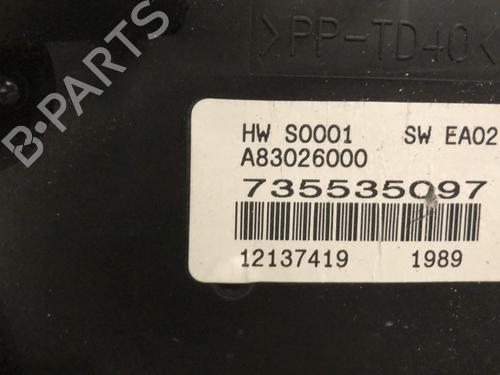 >PP-TD40<
HW S0001 SW EA02
A83026000
735535097
12137419 1989
B-PARTS